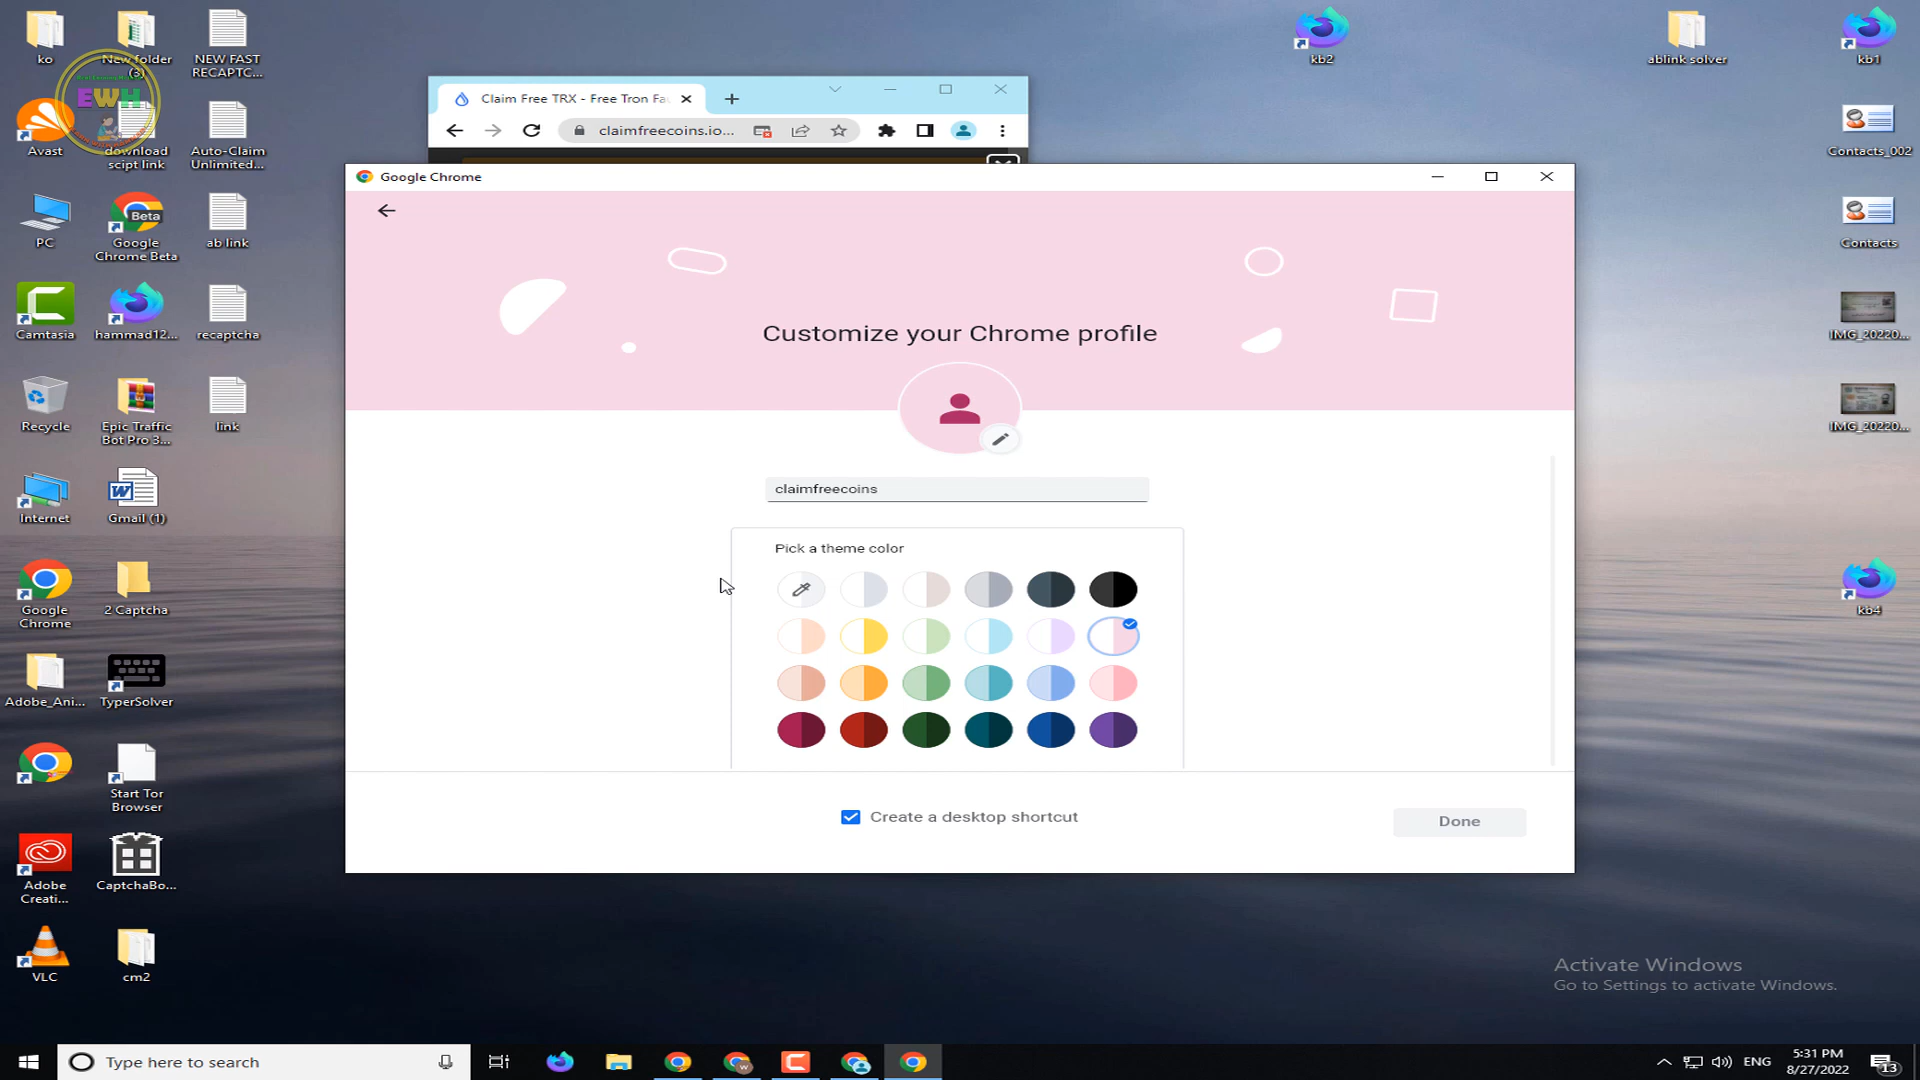 ko
New folder
(3)
NEW FAST
RECAPTC...
EWH
Avast
download
scipt link
Auto-Claim
Unlimited...
PC
Beta
Google
Chrome Beta
ab link
Camtasia
hammad12...
recaptcha
Recycle
Epic Traffic
Bot Pro 3...
link
Internet
Gmail (1)
Google
Chrome
2 Captcha
Adobe_Ani...
TyperSolver
Start Tor
Browser
Adobe
Creati...
CaptchaBo...
VLC
cm2
kb2
ablink solver
kb1
Contacts_002
Contacts
IMG_20220...
IMG_20220...
kb4
Claim Free TRX - Free Tron Fau
claimfreecoins.io...
Google Chrome
Customize your Chrome profile
claimfreecoins
Pick a theme color
Create a desktop shortcut
Done
Activate Windows
Go to Settings to activate Windows.
Type here to search
W
ENG
5:31 PM
8/27/2022
13